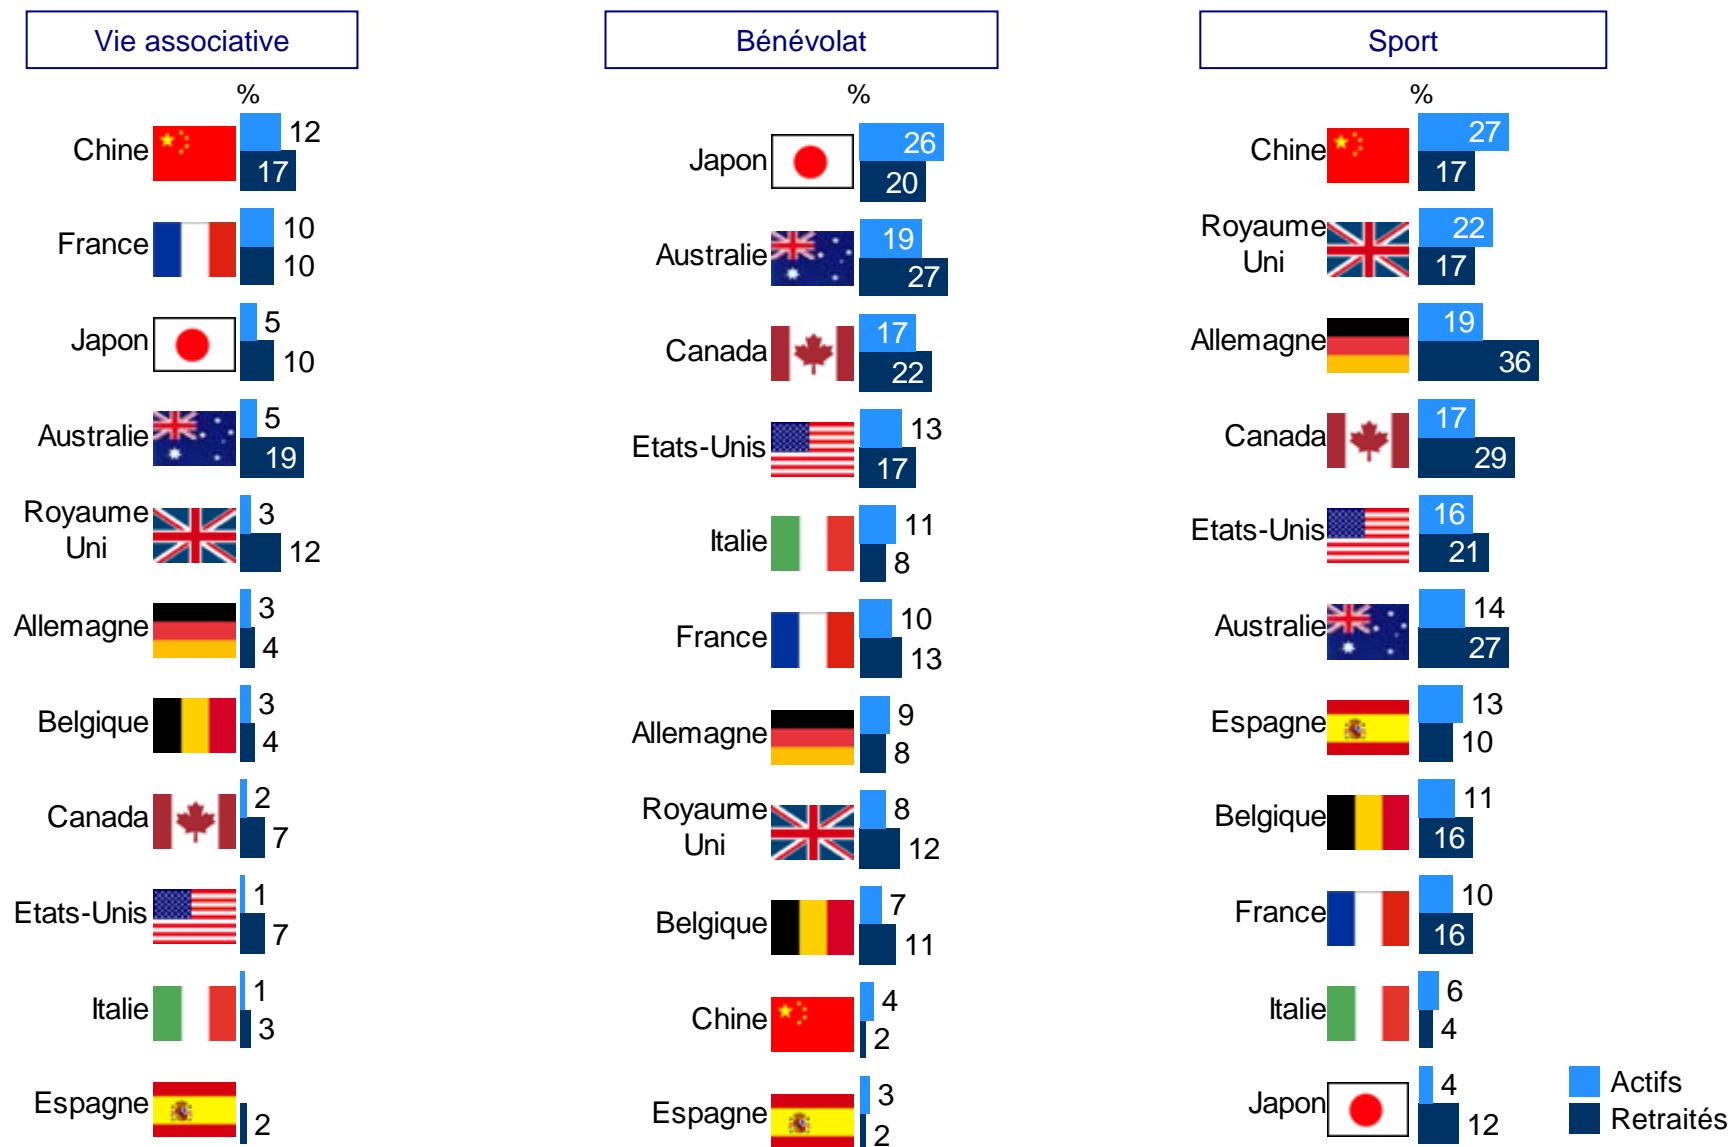 Vie associative
%
Chine
12
17
France
10
10
Japon
5
10
Australie
5
19
Royaume
Uni
3
12
Allemagne
3
4
Belgique
3
4
Canada
2
7
Etats-Unis
1
7
Italie
1
3
Espagne
2
Bénévolat
%
Japon
26
20
Australie
19
27
Canada
17
22
Etats-Unis
13
17
Italie
11
8
France
10
13
Allemagne
9
8
Royaume
Uni
8
12
Belgique
7
11
Chine
4
2
Espagne
3
2
Sport
%
Chine
27
17
Royaume
Uni
22
17
Allemagne
19
36
Canada
17
29
Etats-Unis
16
21
Australie
14
27
Espagne
13
10
Belgique
11
16
France
10
16
Italie
6
4
Japon
4
12
Actifs
Retraités